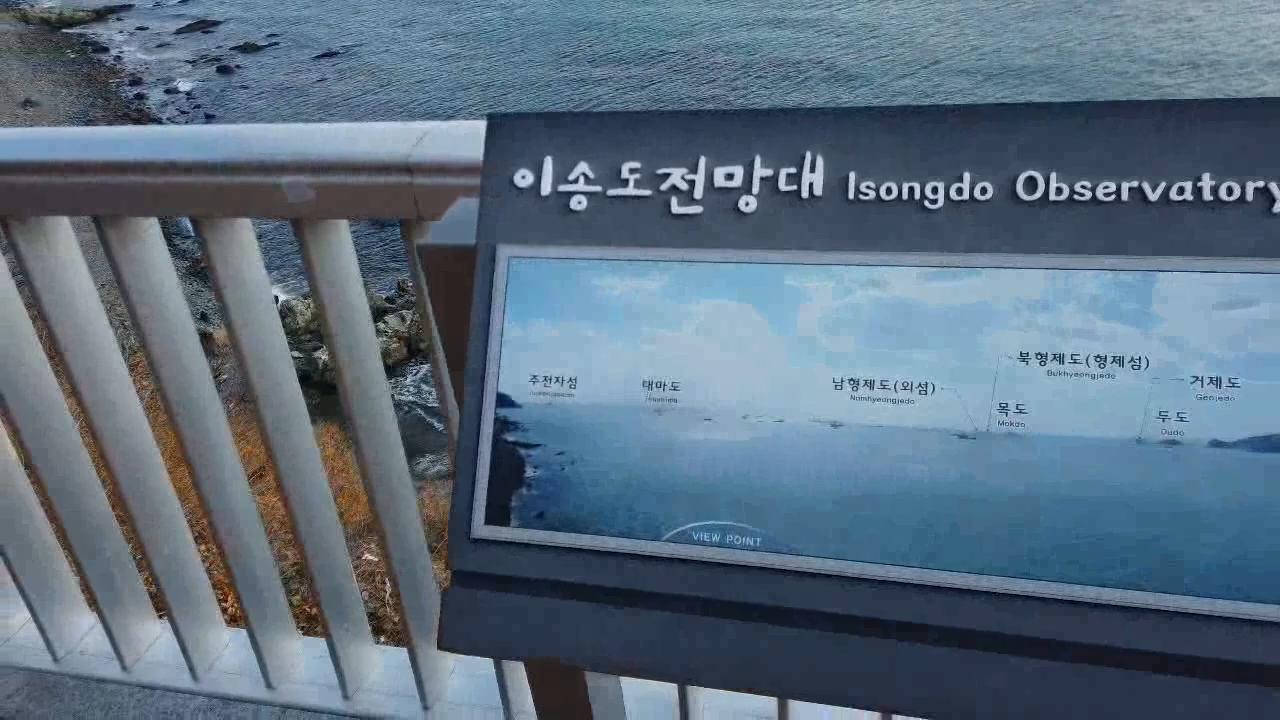 이송도전망대 Isongdo Observatory
주전자섬
대마도
남형제도(외섬)
Namhyeongjedo
북형제도(형제섬)
Bukhyeongjedo
목도
Mokdo
거제도
Geojedo
두도
Dudo
VIEW POINT